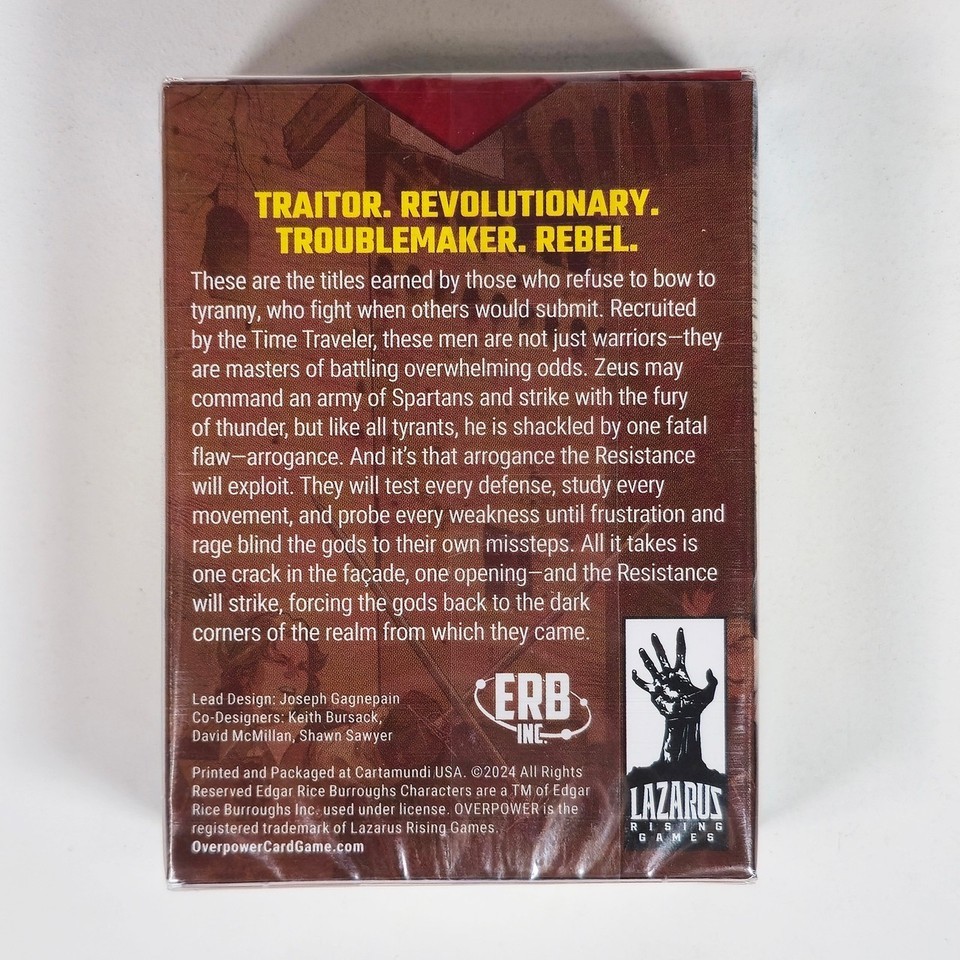 TRAITOR. REVOLUTIONARY.
TROUBLEMAKER. REBEL.
These are the titles earned by those who refuse to bow to
tyranny, who fight when others would submit. Recruited
by the Time Traveler, these men are not just warriors—they
are masters of battling overwhelming odds. Zeus may
command an army of Spartans and strike with the fury
of thunder, but like all tyrants, he is shackled by one fatal
flaw—arrogance. And it's that arrogance the Resistance
will exploit. They will test every defense, study every
movement, and probe every weakness until frustration and
rage blind the gods to their own missteps. All it takes is
one crack in the façade, one opening—and the Resistance
will strike, forcing the gods back to the dark
corners of the realm from which they came.
Lead Design: Joseph Gagnepain
Co-Designers: Keith Bursack,
David McMillan, Shawn Sawyer
ERB
INC.
Printed and Packaged at Cartamundi USA. ©2024 All Rights
Reserved Edgar Rice Burroughs Characters are a TM of Edgar
Rice Burroughs Inc. used under license. OVERPOWER is the
registered trademark of Lazarus Rising Games.
OverpowerCardGame.com
LAZARUS
RISING
GAMES